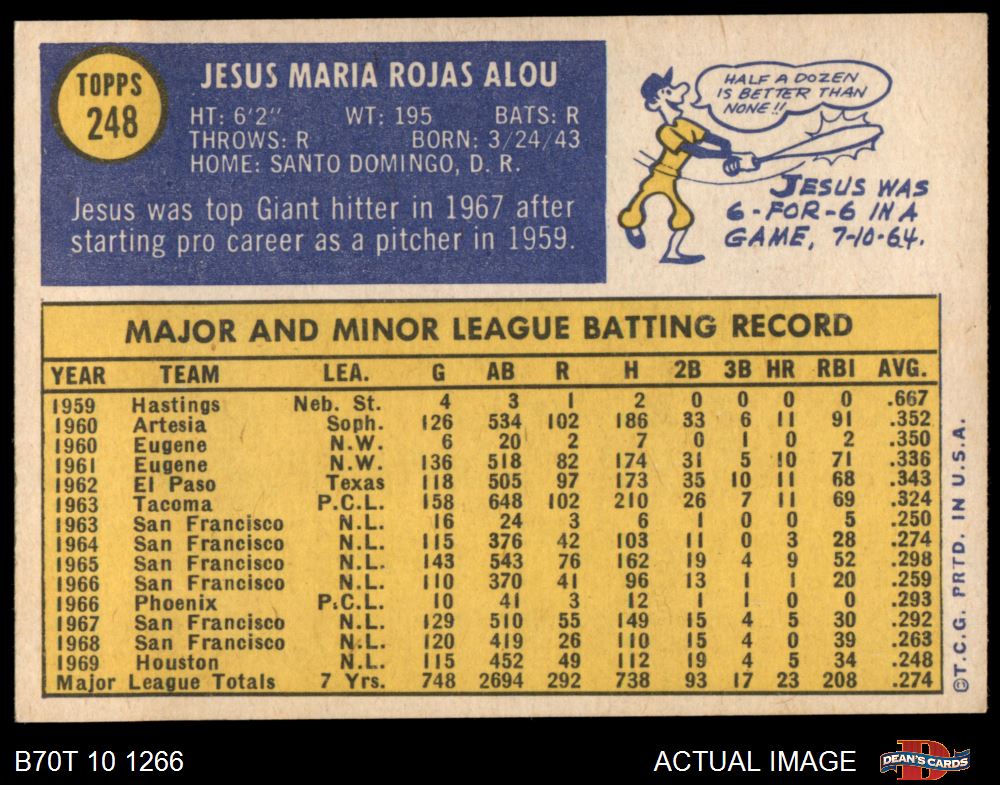 TOPPS
248
JESUS MARIA ROJAS ALOU
HT: 6'2" WT: 195 BATS: R
THROWS: R BORN: 3/24/43
HOME: SANTO DOMINGO, D. R.
Jesus was top Giant hitter in 1967 after
starting pro career as a pitcher in 1959.
HALF A DOZEN
IS BETTER THAN
NONE!!
JESUS WAS
6-FOR-6 IN A
GAME, 7-10-64.
MAJOR AND MINOR LEAGUE BATTING RECORD
YEAR TEAM LEA. G AB R H 2B 3B HR RBI AVG.
1959 Hastings Neb. St. 4 3 1 2 0 0 0 0 .667
1960 Artesia Soph. 126 534 102 186 33 6 11 91 .352
1960 Eugene N.W. 6 20 2 7 0 1 0 2 .350
1961 Eugene N.W. 136 518 82 174 31 5 10 71 .336
1962 El Paso Texas 118 505 97 173 35 10 11 68 .343
1963 Tacoma P.C.L. 158 648 102 210 26 7 11 69 .324
1963 San Francisco N.L. 16 24 3 6 1 0 0 5 .250
1964 San Francisco N.L. 115 376 42 103 11 0 3 28 .274
1965 San Francisco N.L. 143 543 76 162 19 4 9 52 .298
1966 San Francisco N.L. 110 370 41 96 13 1 1 20 .259
1966 Phoenix P.C.L. 10 41 3 12 1 1 0 0 .293
1967 San Francisco N.L. 129 510 55 149 15 4 5 30 .292
1968 San Francisco N.L. 120 419 26 110 15 4 0 39 .263
1969 Houston N.L. 115 452 49 112 19 4 5 34 .248
Major League Totals 7 Yrs. 748 2694 292 738 93 17 23 208 .274
©T.C.G. PRTD. IN U.S.A.
B70T 10 1266
ACTUAL IMAGE
DEAN'S CARDS